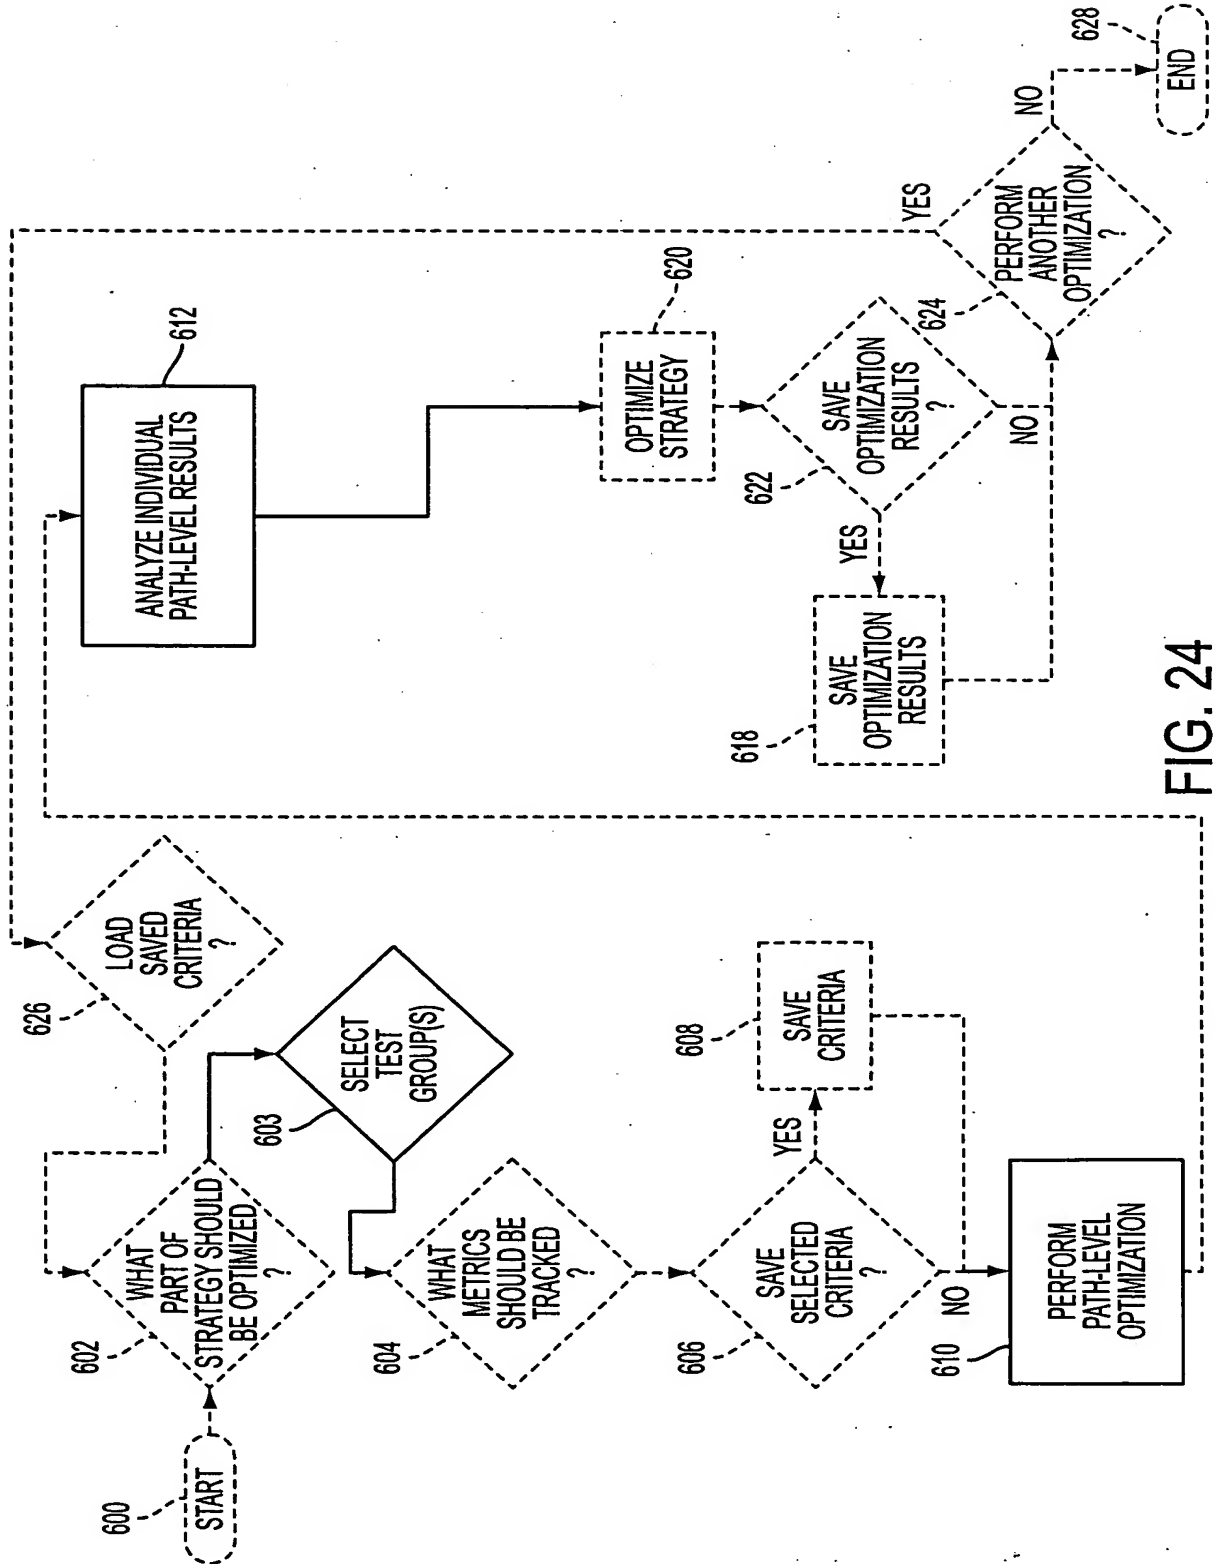 600
START
602
WHAT
PART OF
STRATEGY SHOULD
BE OPTIMIZED
?
626
LOAD
SAVED
CRITERIA
?
603
SELECT
TEST
GROUP(S)
604
WHAT
METRICS
SHOULD BE
TRACKED
?
606
SAVE
SELECTED
CRITERIA
?
YES
608
SAVE
CRITERIA
NO
610
PERFORM
PATH-LEVEL
OPTIMIZATION
612
ANALYZE INDIVIDUAL
PATH-LEVEL RESULTS
620
OPTIMIZE
STRATEGY
622
SAVE
OPTIMIZATION
RESULTS
?
YES
618
SAVE
OPTIMIZATION
RESULTS
NO
624
PERFORM
ANOTHER
OPTIMIZATION
?
YES
NO
628
END
FIG. 24